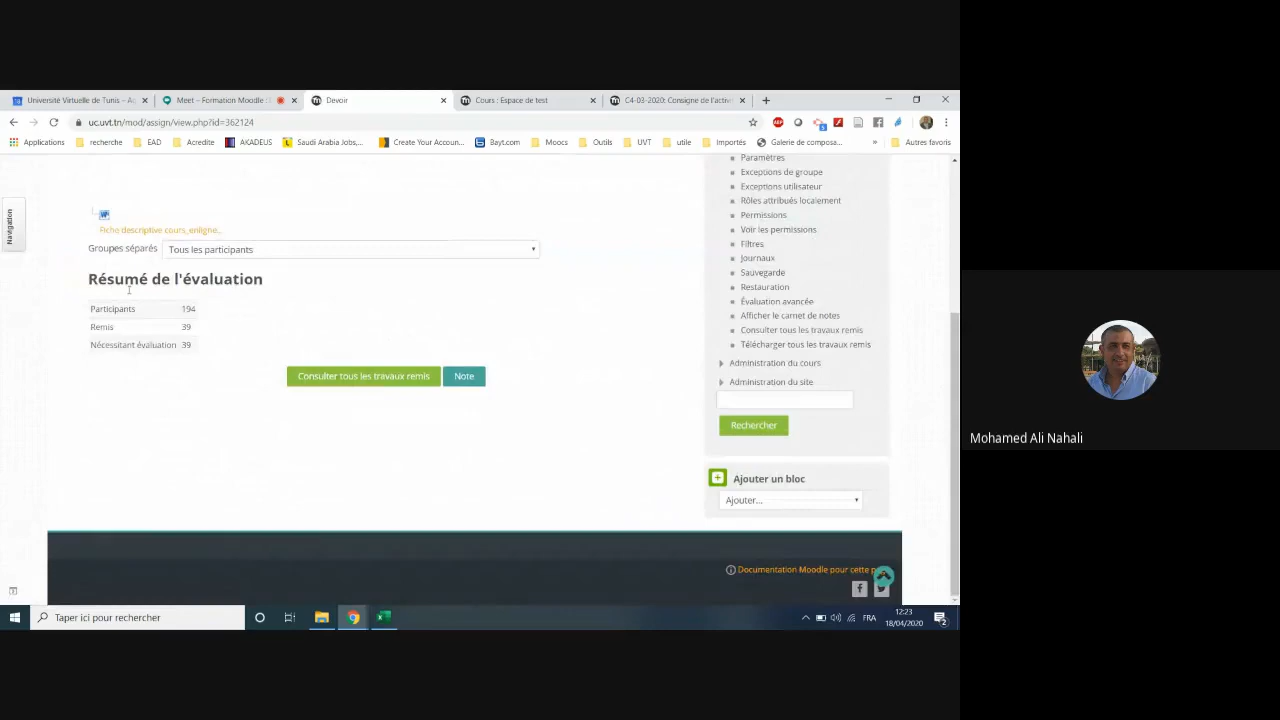 Université Virtuelle de Tunis – Ag
Meet – Formation Moodle :
Devoir
Cours : Espace de test
C4-03-2020: Consigne de l'activ
uc.uvt.tn/mod/assign/view.php?id=362124
Applications
recherche
EAD
Acredite
AKADEUS
Saudi Arabia Jobs,...
Create Your Accoun...
Bayt.com
Moocs
Outils
UVT
utile
Importés
Galerie de composa...
»
Autres favoris
Navigation
Fiche descriptive cours_enligne...
Groupes séparés
Tous les participants
Résumé de l'évaluation
Participants 194
Remis 39
Nécessitant évaluation 39
Consulter tous les travaux remis
Note
Paramètres
Exceptions de groupe
Exceptions utilisateur
Rôles attribués localement
Permissions
Voir les permissions
Filtres
Journaux
Sauvegarde
Restauration
Évaluation avancée
Afficher le carnet de notes
Consulter tous les travaux remis
Télécharger tous les travaux remis
Administration du cours
Administration du site
Rechercher
Ajouter un bloc
Ajouter...
Documentation Moodle pour cette p
Mohamed Ali Nahali
Taper ici pour rechercher
FRA
12:23
18/04/2020
2